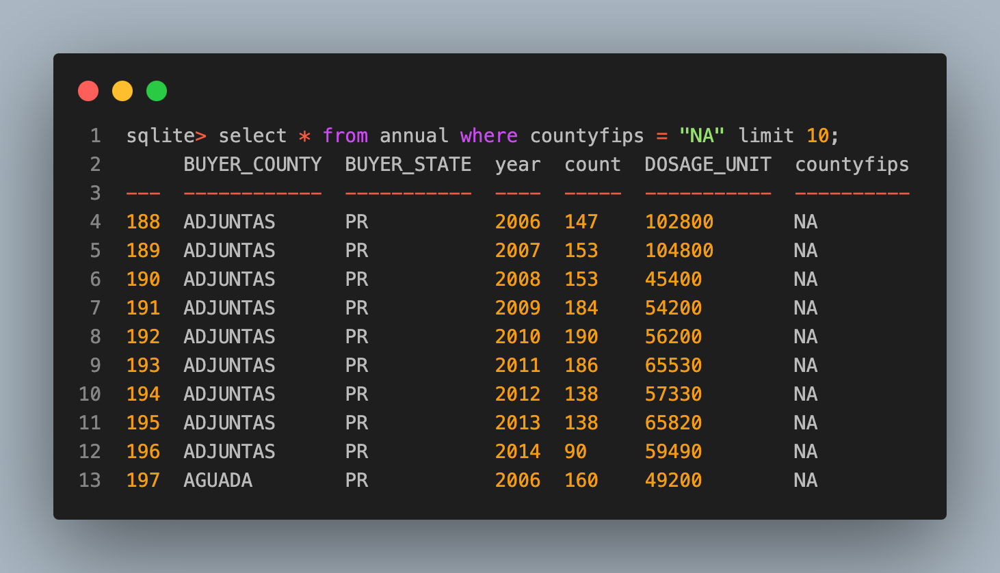 1 sqlite> select * from annual where countyfips = "NA" limit 10;
2 BUYER_COUNTY BUYER_STATE year count DOSAGE_UNIT countyfips
3 --- ------------ ----------- ---- ----- ----------- ----------
4 188 ADJUNTAS PR 2006 147 102800 NA
5 189 ADJUNTAS PR 2007 153 104800 NA
6 190 ADJUNTAS PR 2008 153 45400 NA
7 191 ADJUNTAS PR 2009 184 54200 NA
8 192 ADJUNTAS PR 2010 190 56200 NA
9 193 ADJUNTAS PR 2011 186 65530 NA
10 194 ADJUNTAS PR 2012 138 57330 NA
11 195 ADJUNTAS PR 2013 138 65820 NA
12 196 ADJUNTAS PR 2014 90 59490 NA
13 197 AGUADA PR 2006 160 49200 NA